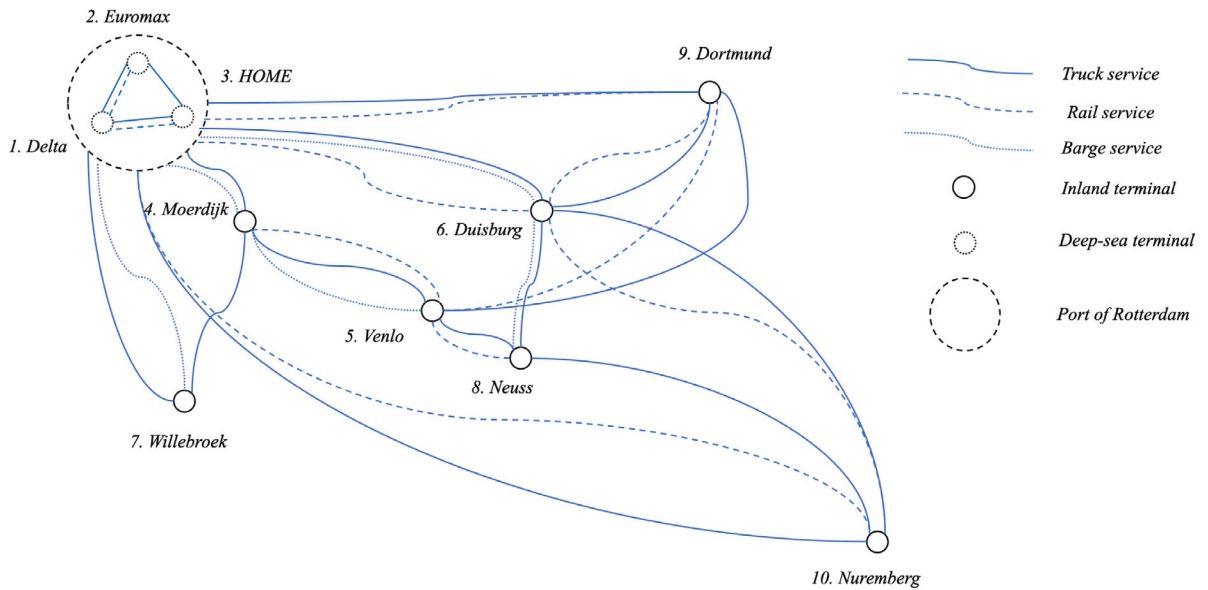 2. Euromax
9. Dortmund
3. HOME
Truck service
Rail service
1. Delta
Barge service
Inland terminal
4. Moerdijk
6. Duisburg
Deep-sea terminal
Port of Rotterdam
5. Venlo
8. Neuss
7. Willebroek
10. Nuremberg